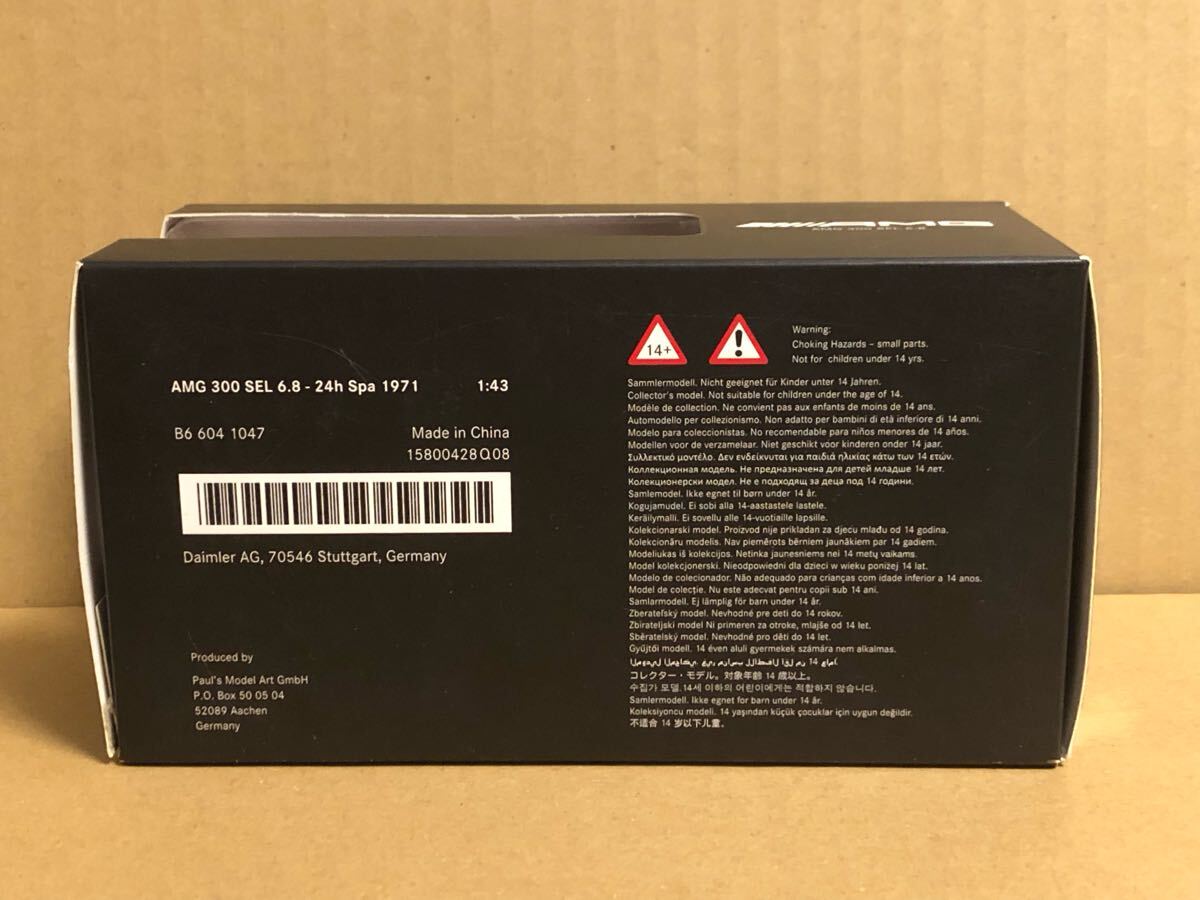 AMG
AMG 300 SEL 6.8
AMG 300 SEL 6.8 - 24h Spa 1971 1:43
B6 604 1047 Made in China
15800428Q08
Daimler AG, 70546 Stuttgart, Germany
Produced by
Paul's Model Art GmbH
P.O. Box 50 05 04
52089 Aachen
Germany
14+
!
Warning:
Choking Hazards – small parts.
Not for children under 14 yrs.
Sammlermodell. Nicht geeignet für Kinder unter 14 Jahren.
Collector's model. Not suitable for children under the age of 14.
Modèle de collection. Ne convient pas aux enfants de moins de 14 ans.
Automodello per collezionismo. Non adatto per bambini di età inferiore di 14 anni.
Modelo para coleccionistas. No recomendable para niños menores de 14 años.
Modellen voor de verzamelaar. Niet geschikt voor kinderen onder 14 jaar.
Συλλεκτικό μοντέλο. Δεν ενδείκνυται για παιδιά ηλικίας κάτω των 14 ετών.
Коллекционная модель. Не предназначена для детей младше 14 лет.
Колекционерски модел. Не е подходящ за деца под 14 години.
Samlemodel. Ikke egnet til børn under 14 år.
Kogujamudel. Ei sobi alla 14-aastastele lastele.
Keräilymalli. Ei sovellu alle 14-vuotiaille lapsille.
Kolekcionarski model. Proizvod nije prikladan za djecu mlađu od 14 godina.
Kolekcionāru modelis. Nav piemērots bērniem jaunākiem par 14 gadiem.
Modeliukas iš kolekcijos. Netinka jaunesniems nei 14 metų vaikams.
Model kolekcjonerski. Nieodpowiedni dla dzieci w wieku poniżej 14 lat.
Modelo de colecionador. Não adequado para crianças com idade inferior a 14 anos.
Model de colecție. Nu este adecvat pentru copii sub 14 ani.
Samlarmodell. Ej lämplig för barn under 14 år.
Zberateľský model. Nevhodné pre deti do 14 rokov.
Zbirateljski model Ni primeren za otroke, mlajše od 14 let.
Sběratelský model. Nevhodné pro děti do 14 let.
Gyűjtői modell. 14 éven aluli gyermekek számára nem alkalmas.
14
コレクター・モデル。対象年齢 14 歳以上。
수집가 모델. 14세 이하의 어린이에게는 적합하지 않습니다.
Samlermodell. Ikke egnet for barn under 14 år.
Koleksiyoncu modeli. 14 yaşından küçük çocuklar için uygun değildir.
不适合 14 岁以下儿童。